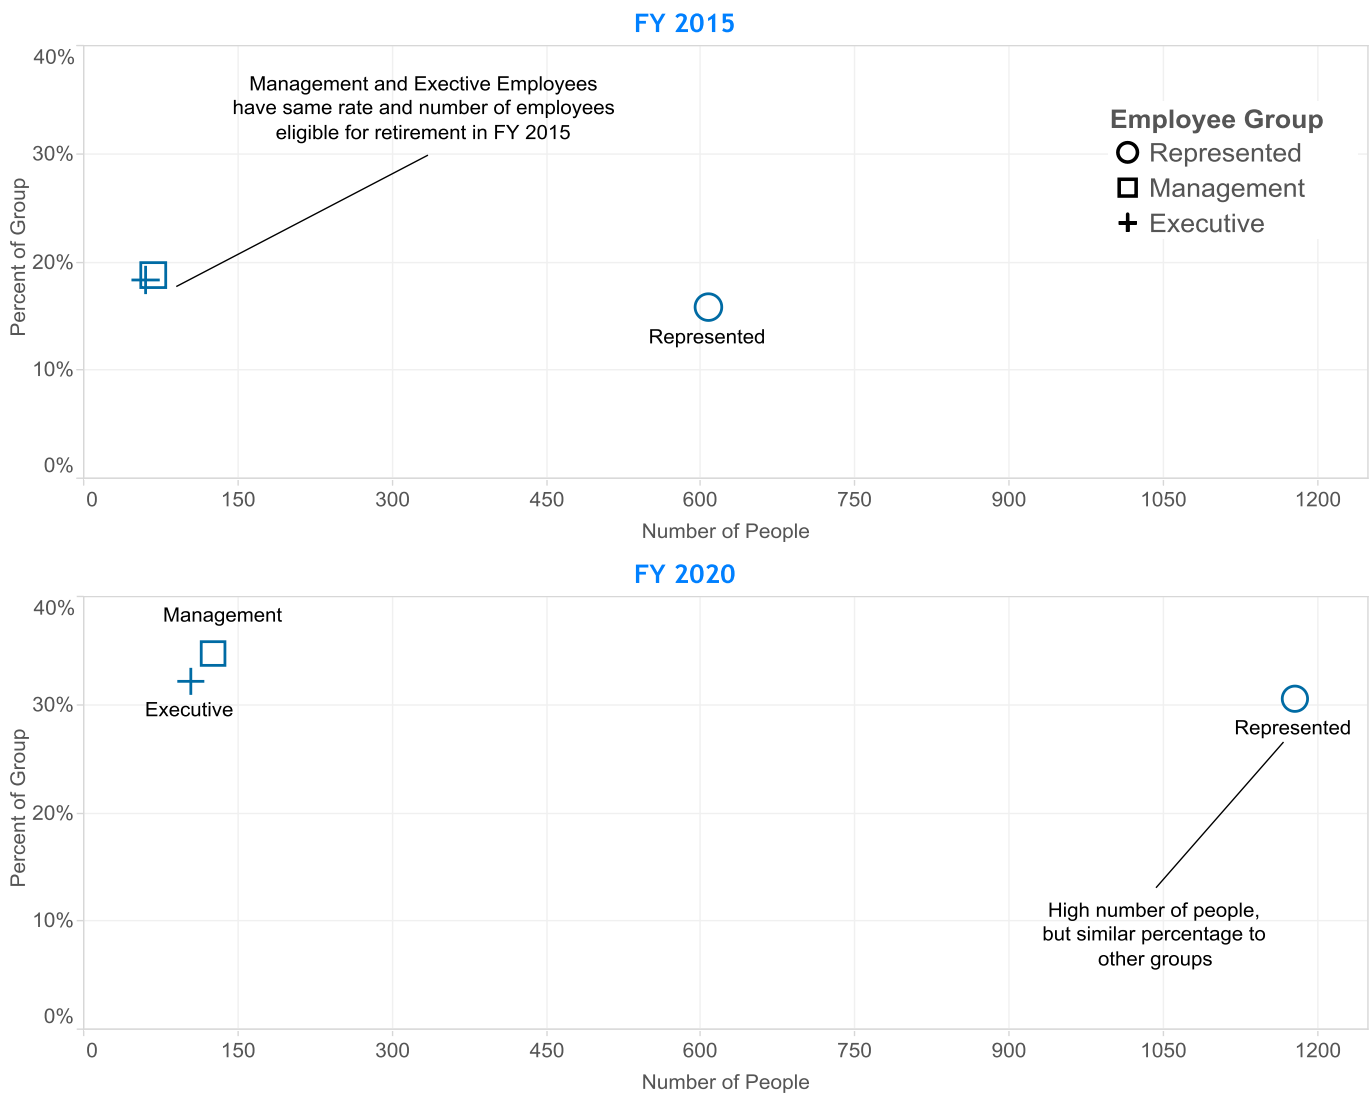 FY 2015
40%
30%
20%
10%
0%
Percent of Group
Management and Exective Employees
have same rate and number of employees
eligible for retirement in FY 2015
Employee Group
Represented
Management
Executive
Represented
0 150 300 450 600 750 900 1050 1200
Number of People
FY 2020
40%
30%
20%
10%
0%
Percent of Group
Management
Executive
Represented
High number of people,
but similar percentage to
other groups
0 150 300 450 600 750 900 1050 1200
Number of People